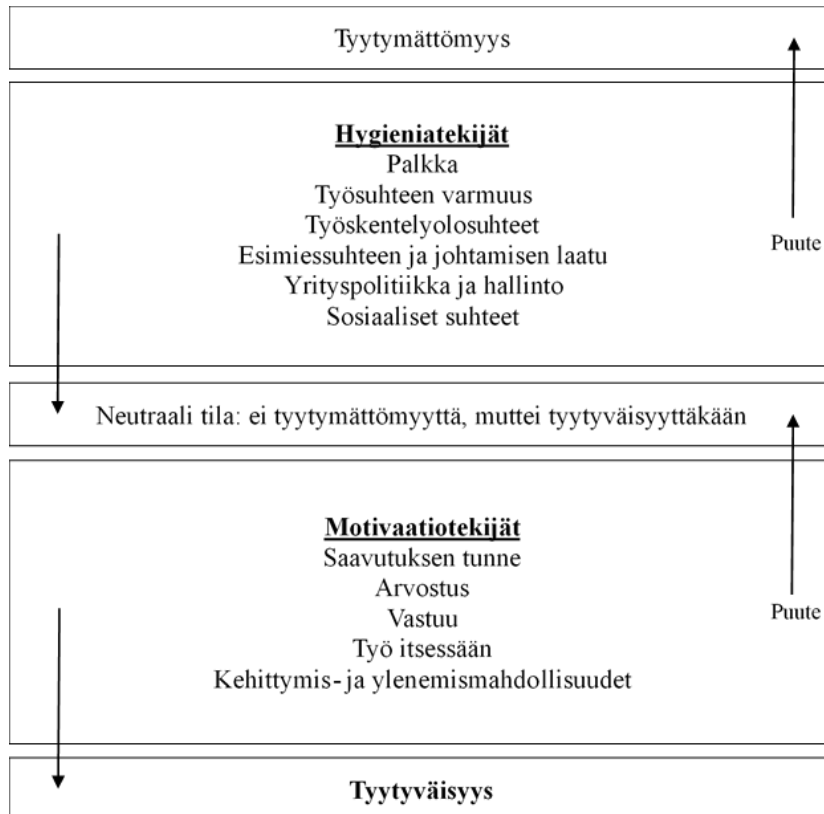 Tyytymättömyys
Hygieniatekijät
Palkka
Työsuhteen varmuus
Työskentelyolosuhteet
Esimiessuhteen ja johtamisen laatu
Yrityspolitiikka ja hallinto
Sosiaaliset suhteet
Puute
Neutraali tila: ei tyytymättömyyttä, muttei tyytyväisyyttäkään
Motivaatiotekijät
Saavutuksen tunne
Arvostus
Vastuu
Työ itsessään
Kehittymis- ja ylenemismahdollisuudet
Puute
Tyytyväisyys